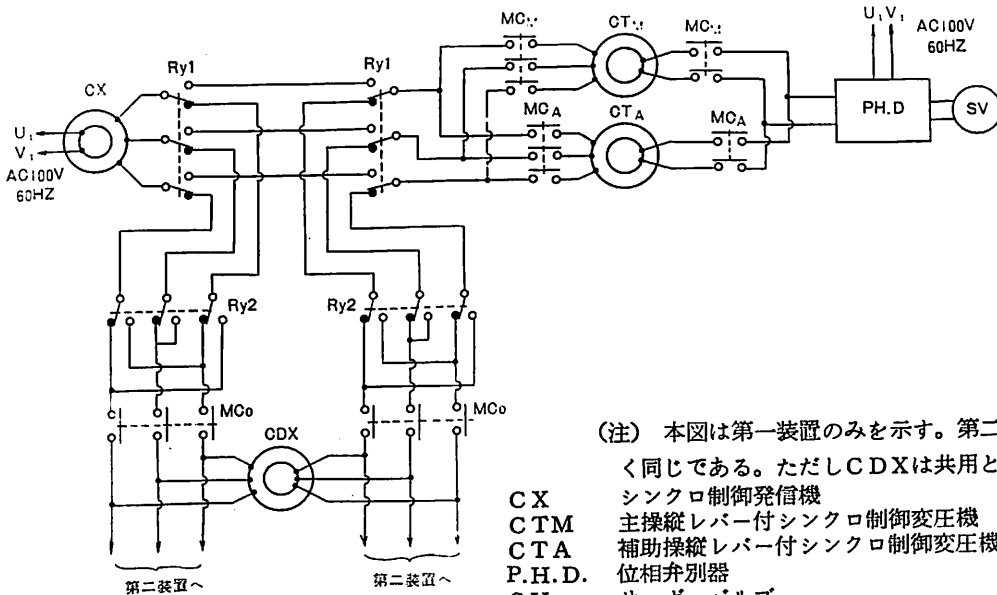 U₁ V₁
AC100V
60HZ
MCM
CTM
MCM
Ry1
Ry1
CX
PH.D
SV
MCA
CTA
MCA
U₁
V₁
AC100V
60HZ
Ry2
Ry2
MCo
CDX
第二装置へ
第二装置へ
(注) 本図は第一装置のみを示す。第二
く同じである。ただしCDXは共用と
CX シンクロ制御発信機
CTM 主操縦レバー付シンクロ制御変圧機
CTA 補助操縦レバー付シンクロ制御変圧機
P.H.D. 位相弁別器